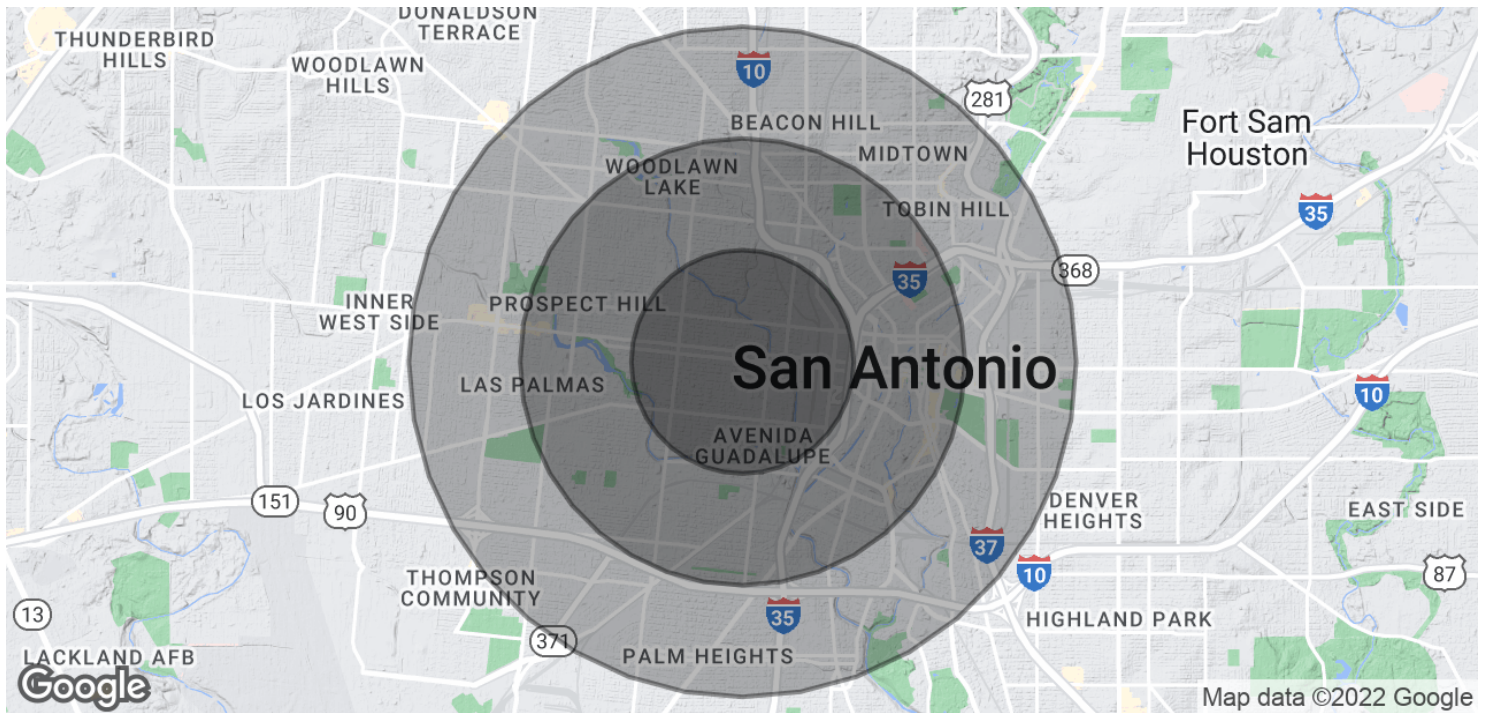 DONALDSON
TERRACE
THUNDERBIRD
HILLS
WOODLAWN
HILLS
10
281
BEACON HILL
MIDTOWN
Fort Sam
Houston
WOODLAWN
LAKE
TOBIN HILL
35
368
35
INNER
WEST SIDE
PROSPECT HILL
San Antonio
LAS PALMAS
LOS JARDINES
10
AVENIDA
GUADALUPE
151
90
DENVER
HEIGHTS
EAST SIDE
37
10
87
THOMPSON
COMMUNITY
13
35
HIGHLAND PARK
371
PALM HEIGHTS
LACKLAND AFB
Google
Map data ©2022 Google